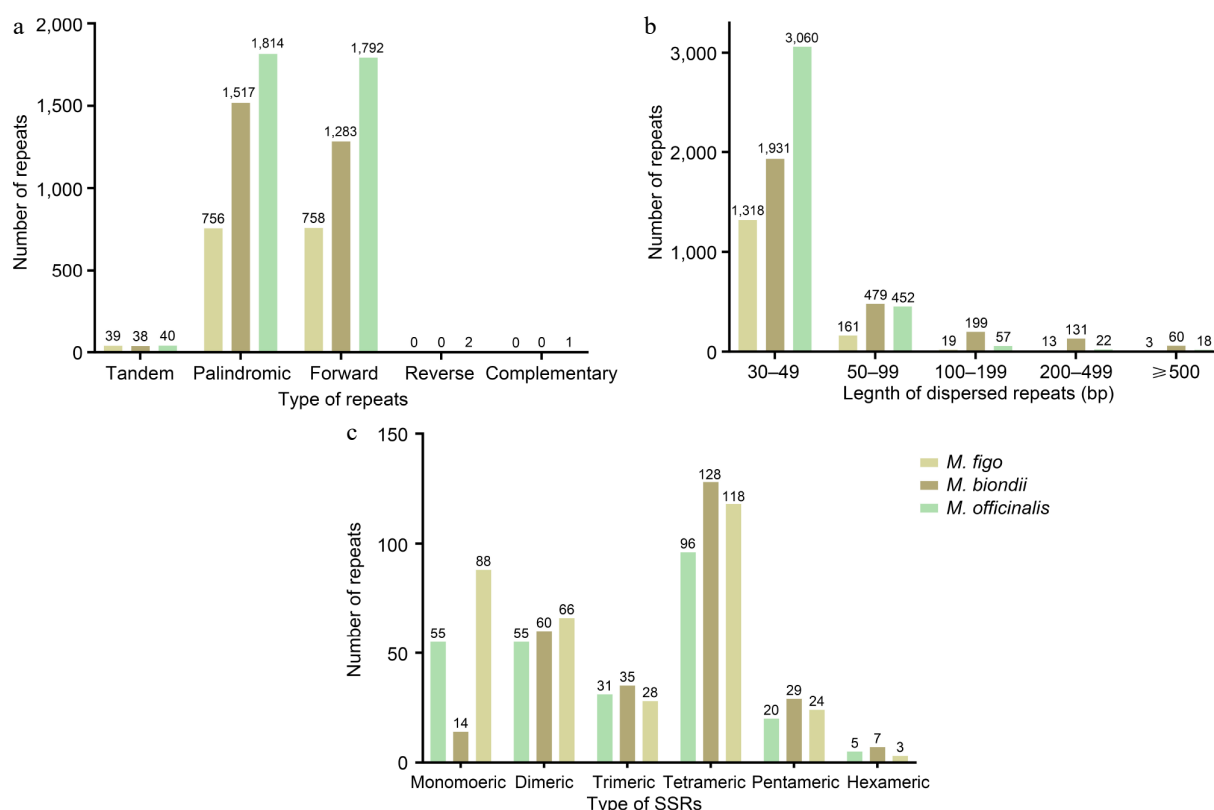 a
2,000
1,500
1,000
500
0
Number of repeats
39 38 40
756 1,517 1,814
758 1,283 1,792
0 0 2
0 0 1
Tandem Palindromic Forward Reverse Complementary
Type of repeats
b
3,000
2,000
1,000
0
Number of repeats
1,318 1,931 3,060
161 479 452
19 199 57
13 131 22
3 60 18
30–49 50–99 100–199 200–499 ⩾500
Legnth of dispersed repeats (bp)
c
150
100
50
0
Number of repeats
55 14 88
55 60 66
31 35 28
96 128 118
20 29 24
5 7 3
Monomoeric Dimeric Trimeric Tetrameric Pentameric Hexameric
Type of SSRs
M. figo
M. biondii
M. officinalis